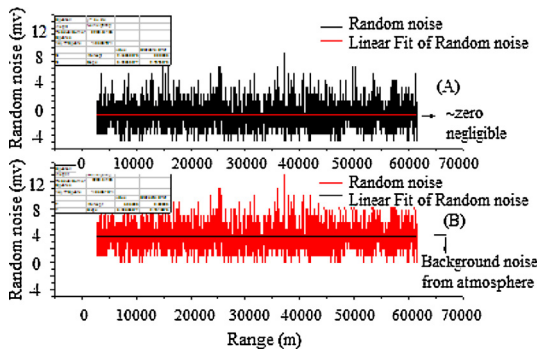 Random noise (mv)
12
8
4
0
-4
Random noise
Linear Fit of Random noise
(A)
~zero
negligible
0 10000 20000 30000 40000 50000 60000 70000
Random noise (mv)
12
8
4
0
-4
Random noise
Linear Fit of Random noise
(B)
Background noise
from atmosphere
0 10000 20000 30000 40000 50000 60000 70000
Range (m)